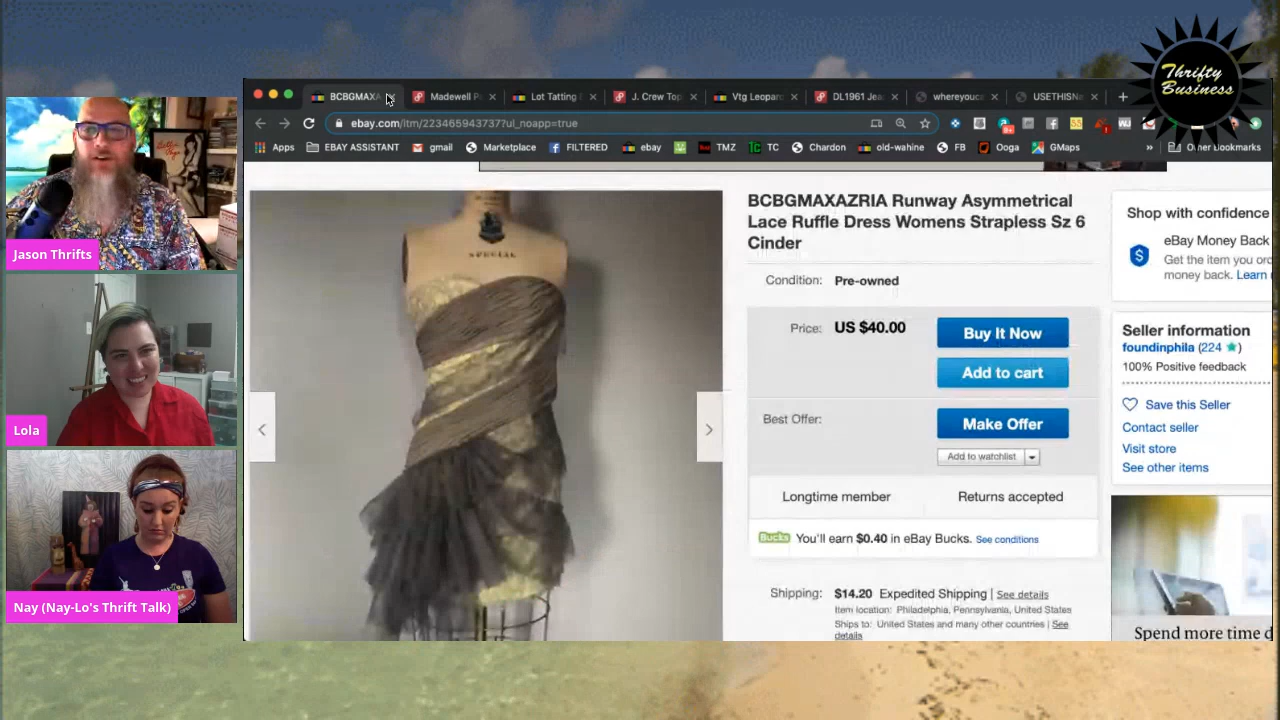 Thrifty
Business
BCBGMAXA
Madewell P
Lot Tatting
J. Crew Top
Vtg Leopar
DL1961 Jea
whereyouc
USETHISN
ebay.com/itm/223465943737?ul_noapp=true
Apps
EBAY ASSISTANT
gmail
Marketplace
FILTERED
ebay
TMZ
TC
Chardon
old-wahine
FB
Ooga
GMaps
»
Other Bookmarks
Jason Thrifts
Lola
Nay (Nay-Lo's Thrift Talk)
SPECIAL
BCBGMAXAZRIA Runway Asymmetrical
Lace Ruffle Dress Womens Strapless Sz 6
Cinder
Condition: Pre-owned
Price: US $40.00
Buy It Now
Add to cart
Best Offer:
Make Offer
Add to watchlist
Longtime member
Returns accepted
Bucks You'll earn $0.40 in eBay Bucks. See conditions
Shipping: $14.20 Expedited Shipping | See details
Item location: Philadelphia, Pennsylvania, United States
Ships to: United States and many other countries | See
details
Shop with confidence
eBay Money Back
Get the item you ord
money back. Learn
Seller information
foundinphila (224 ★)
100% Positive feedback
Save this Seller
Contact seller
Visit store
See other items
Spend more time d